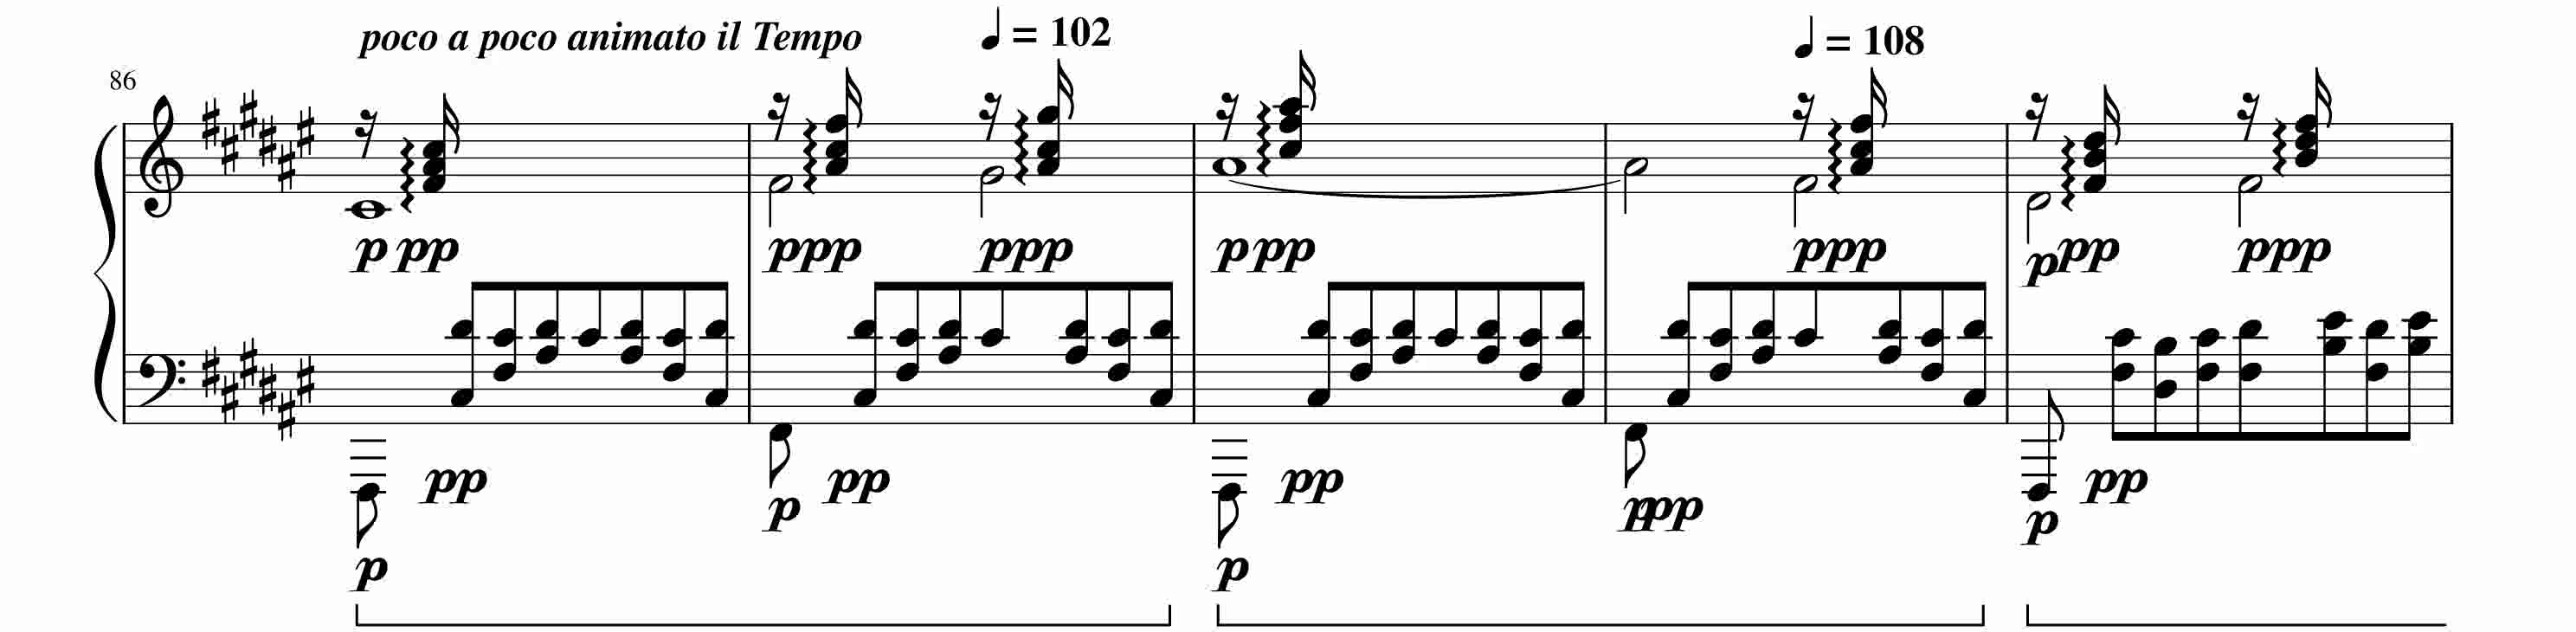 poco a poco animato il Tempo ♩ = 102 ♩ = 108
86
p pp ppp ppp p pp ppp p pp ppp
pp p pp pp p pp p pp
p p